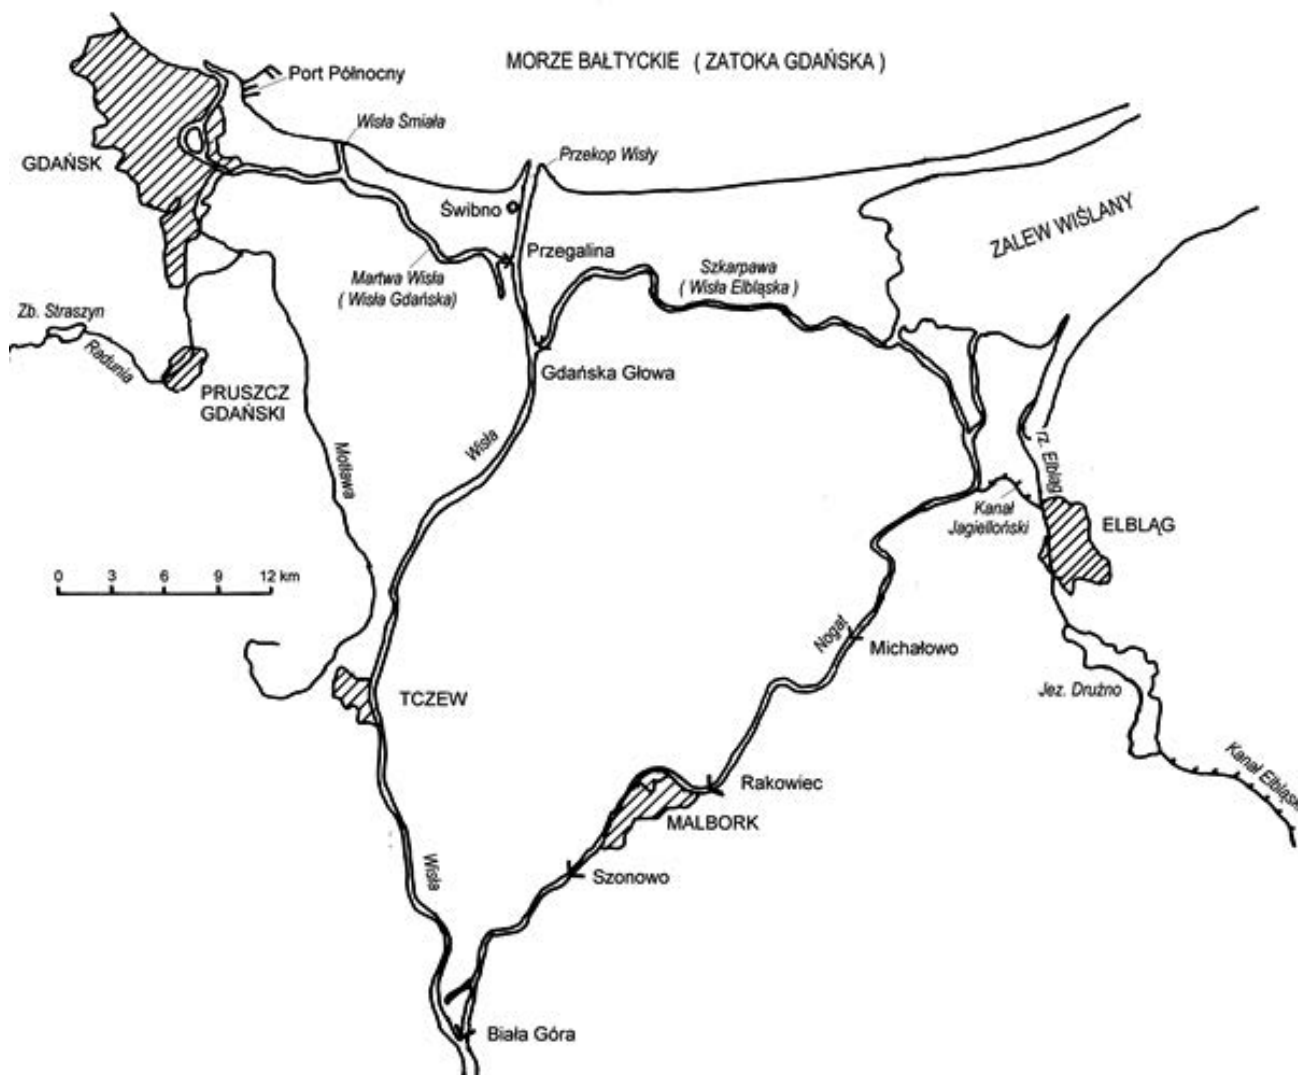 MORZE BAŁTYCKIE ( ZATOKA GDAŃSKA )
Port Północny
Wisła Śmiała
Przekop Wisły
GDAŃSK
Świbno
ZALEW WIŚLANY
Przegalina
Martwa Wisła
( Wisła Gdańska)
Szkarpawa
( Wisła Elbląska )
Zb. Straszyn
Radunia
PRUSZCZ
GDAŃSKI
Gdańska Głowa
Wisła
Motława
rz. Elbląg
Kanał
Jagielloński
ELBLĄG
0 3 6 9 12 km
Nogat
Michałowo
TCZEW
Jez. Drużno
Kanał Elbląski
Rakowiec
MALBORK
Wisła
Szonowo
Biała Góra